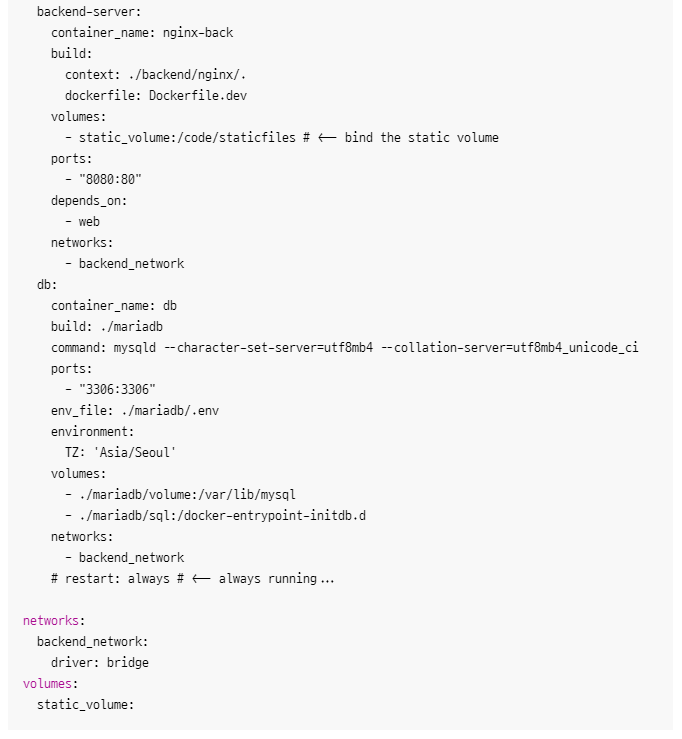 backend-server:
container_name: nginx-back
build:
context: ./backend/nginx/.
dockerfile: Dockerfile.dev
volumes:
- static_volume:/code/staticfiles # <-- bind the static volume
ports:
- "8080:80"
depends_on:
- web
networks:
- backend_network
db:
container_name: db
build: ./mariadb
command: mysqld --character-set-server=utf8mb4 --collation-server=utf8mb4_unicode_ci
ports:
- "3306:3306"
env_file: ./mariadb/.env
environment:
TZ: 'Asia/Seoul'
volumes:
- ./mariadb/volume:/var/lib/mysql
- ./mariadb/sql:/docker-entrypoint-initdb.d
networks:
- backend_network
# restart: always # <-- always running...
networks:
backend_network:
driver: bridge
volumes:
static_volume: